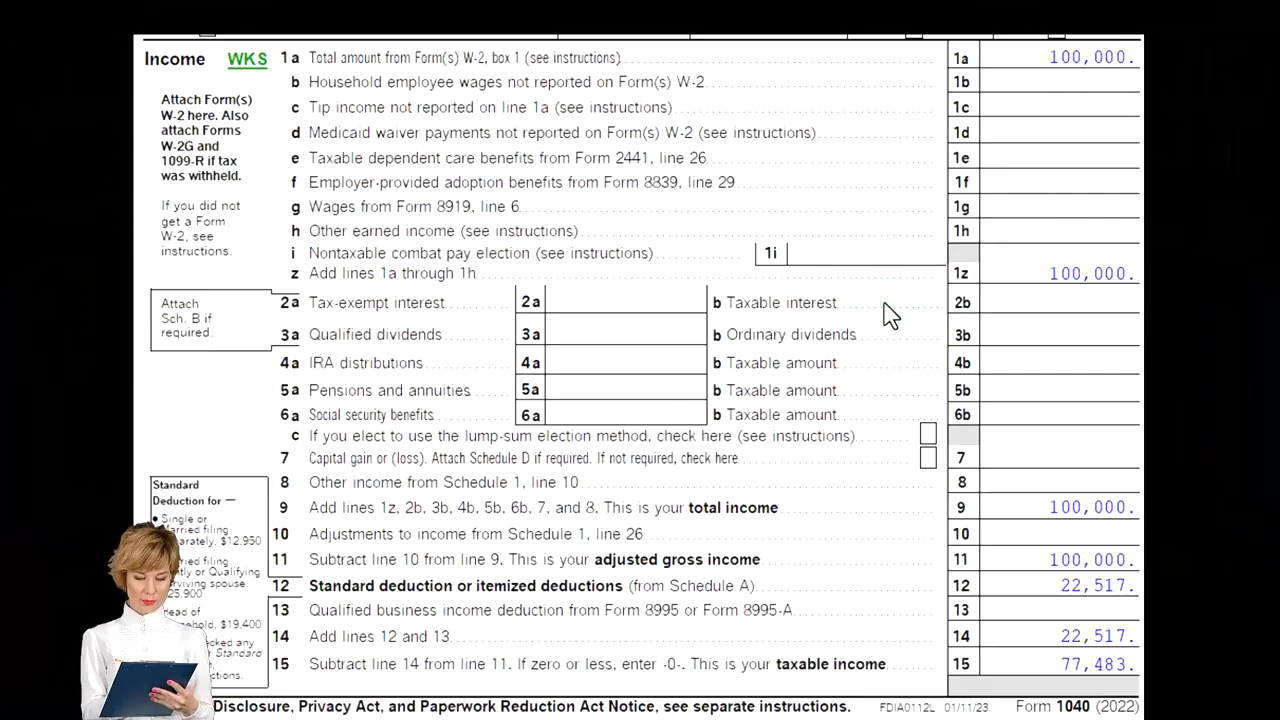 Income WKS 1a Total amount from Form(s) W-2, box 1 (see instructions) 1a 100,000.
b Household employee wages not reported on Form(s) W-2 1b
Attach Form(s)
W-2 here. Also
attach Forms
W-2G and
1099-R if tax
was withheld.
c Tip income not reported on line 1a (see instructions) 1c
d Medicaid waiver payments not reported on Form(s) W-2 (see instructions) 1d
e Taxable dependent care benefits from Form 2441, line 26 1e
f Employer-provided adoption benefits from Form 8839, line 29 1f
If you did not
get a Form
W-2, see
instructions.
g Wages from Form 8919, line 6 1g
h Other earned income (see instructions) 1h
i Nontaxable combat pay election (see instructions) 1i
z Add lines 1a through 1h 1z 100,000.
Attach
Sch. B if
required.
2a Tax-exempt interest 2a b Taxable interest 2b
3a Qualified dividends 3a b Ordinary dividends 3b
4a IRA distributions 4a b Taxable amount 4b
5a Pensions and annuities 5a b Taxable amount 5b
6a Social security benefits 6a b Taxable amount 6b
c If you elect to use the lump-sum election method, check here (see instructions)
7 Capital gain or (loss). Attach Schedule D if required. If not required, check here 7
Standard
Deduction for —
• Single or
$12,950
$19,400
Standard
8 Other income from Schedule 1, line 10 8
9 Add lines 1z, 2b, 3b, 4b, 5b, 6b, 7, and 8. This is your total income 9 100,000.
10 Adjustments to income from Schedule 1, line 26 10
11 Subtract line 10 from line 9. This is your adjusted gross income 11 100,000.
12 Standard deduction or itemized deductions (from Schedule A) 12 22,517.
13 Qualified business income deduction from Form 8995 or Form 8995-A 13
14 Add lines 12 and 13 14 22,517.
15 Subtract line 14 from line 11. If zero or less, enter -0-. This is your taxable income 15 77,483.
Disclosure, Privacy Act, and Paperwork Reduction Act Notice, see separate instructions. FDIA0112L 01/11/23 Form 1040 (2022)